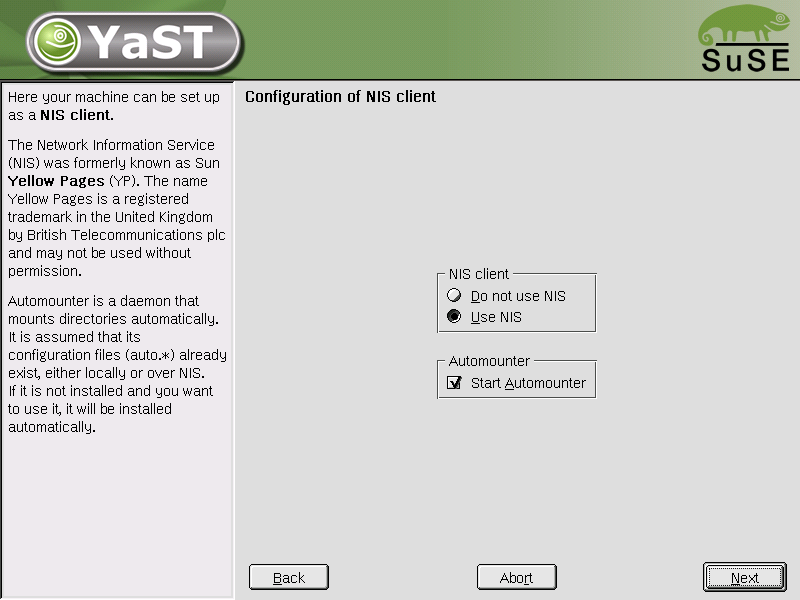 YaST
SuSE
Here your machine can be set up
as a NIS client.
The Network Information Service
(NIS) was formerly known as Sun
Yellow Pages (YP). The name
Yellow Pages is a registered
trademark in the United Kingdom
by British Telecommunications plc
and may not be used without
permission.
Automounter is a daemon that
mounts directories automatically.
It is assumed that its
configuration files (auto.*) already
exist, either locally or over NIS.
If it is not installed and you want
to use it, it will be installed
automatically.
Configuration of NIS client
NIS client
Do not use NIS
Use NIS
Automounter
Start Automounter
Back
Abort
Next